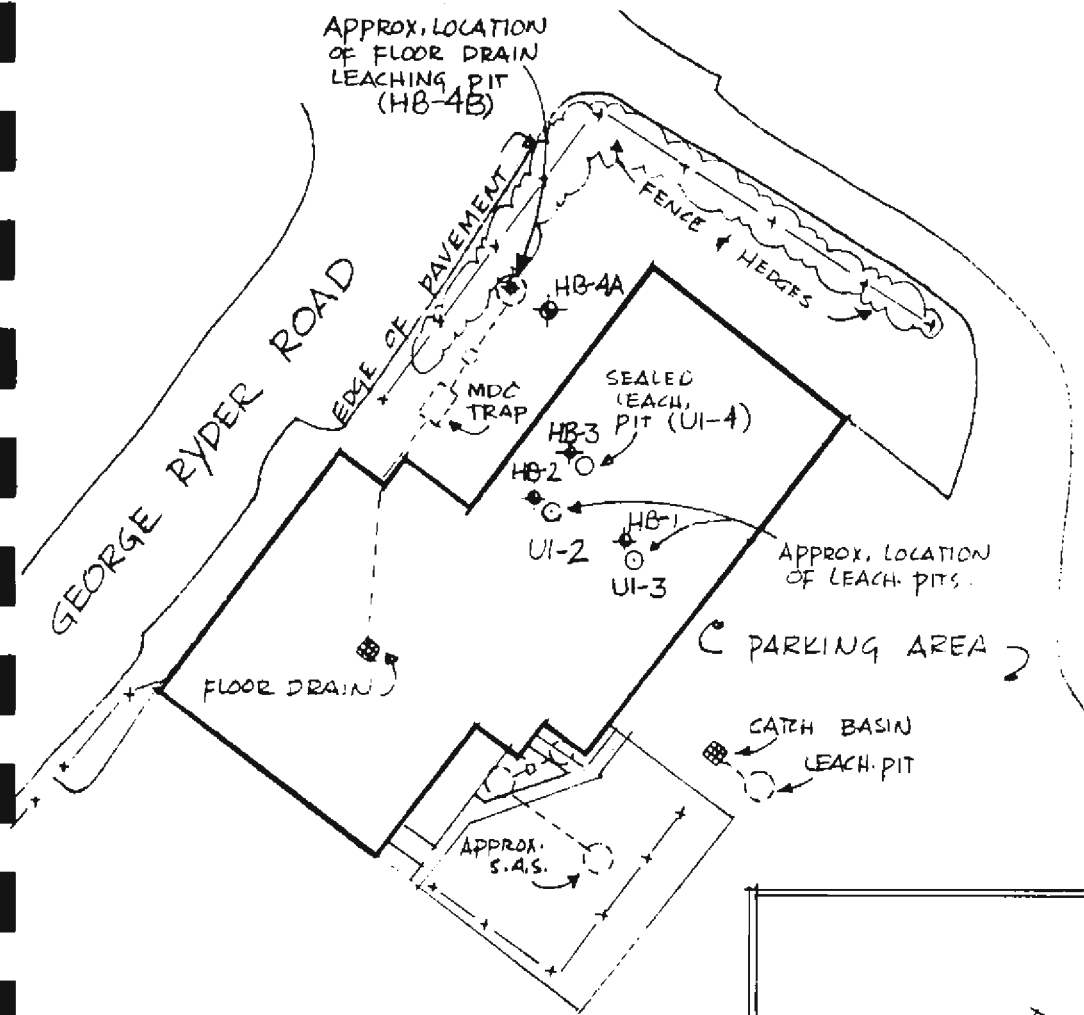 APPROX. LOCATION
OF FLOOR DRAIN
LEACHING PIT
(HB-4B)
GEORGE RYDER ROAD
EDGE OF PAVEMENT
FENCE & HEDGES
HB-4A
MDC
TRAP
SEALED
LEACH.
PIT (UI-4)
HB-3
HB-2
HB-1
UI-2
UI-3
APPROX. LOCATION
OF LEACH. PITS.
PARKING AREA
FLOOR DRAIN
CATCH BASIN
LEACH. PIT
APPROX.
S.A.S.